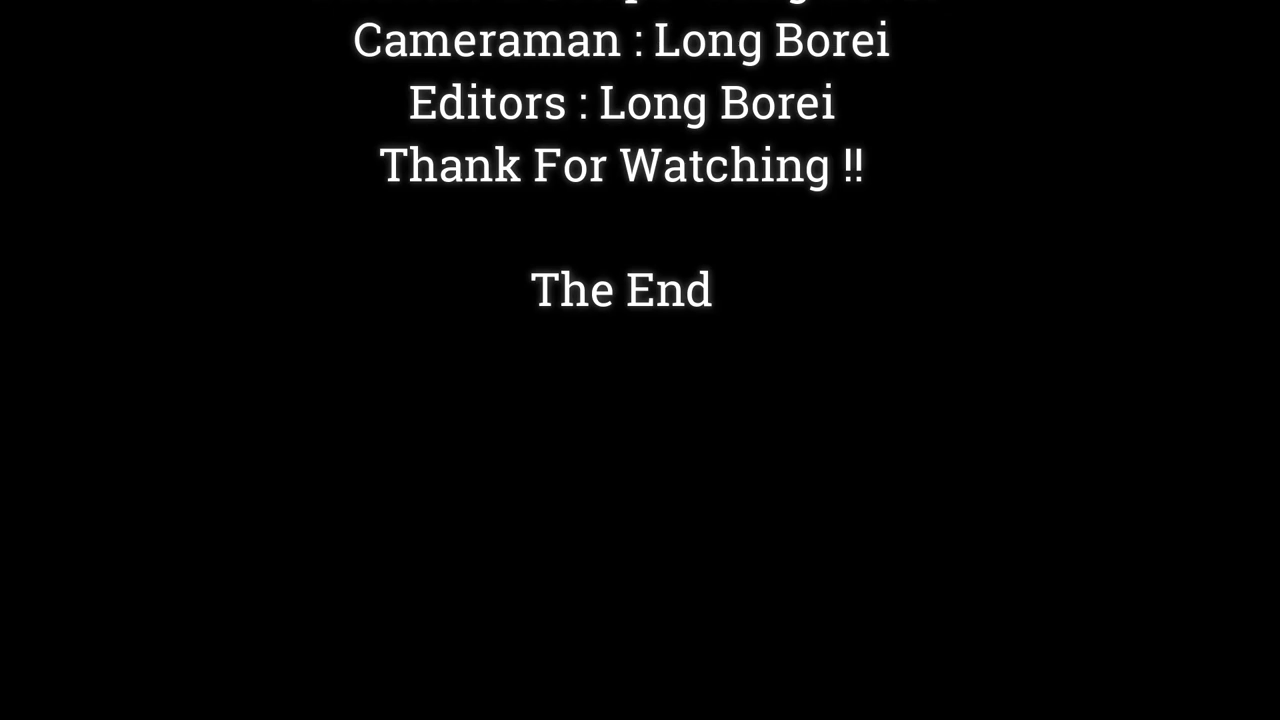 Cameraman : Long Borei
Editors : Long Borei
Thank For Watching !!
The End